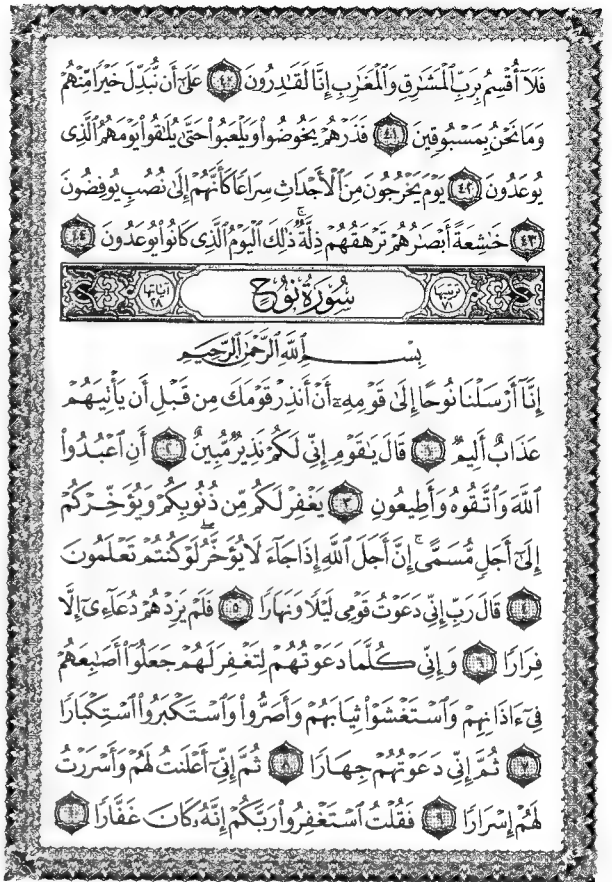 فَلَآ أُقْسِمُ بِرَبِّ ٱلْمَشَٰرِقِ وَٱلْمَغَٰرِبِ إِنَّا لَقَٰدِرُونَ ٤٠ عَلَىٰٓ أَن نُّبَدِّلَ خَيْرًا مِّنْهُمْ
وَمَا نَحْنُ بِمَسْبُوقِينَ ٤١ فَذَرْهُمْ يَخُوضُوا۟ وَيَلْعَبُوا۟ حَتَّىٰ يُلَٰقُوا۟ يَوْمَهُمُ ٱلَّذِى
يُوعَدُونَ ٤٢ يَوْمَ يَخْرُجُونَ مِنَ ٱلْأَجْدَاثِ سِرَاعًا كَأَنَّهُمْ إِلَىٰ نُصُبٍ يُوفِضُونَ
٤٣ خَٰشِعَةً أَبْصَٰرُهُمْ تَرْهَقُهُمْ ذِلَّةٌ ۚ ذَٰلِكَ ٱلْيَوْمُ ٱلَّذِى كَانُوا۟ يُوعَدُونَ ٤٤
ترتيبها ٧١ سُورَةُ نُوحٍ آياتها ٢٨
بِسْمِ ٱللَّهِ ٱلرَّحْمَٰنِ ٱلرَّحِيمِ
إِنَّآ أَرْسَلْنَا نُوحًا إِلَىٰ قَوْمِهِۦٓ أَنْ أَنذِرْ قَوْمَكَ مِن قَبْلِ أَن يَأْتِيَهُمْ
عَذَابٌ أَلِيمٌ ١ قَالَ يَٰقَوْمِ إِنِّى لَكُمْ نَذِيرٌ مُّبِينٌ ٢ أَنِ ٱعْبُدُوا۟
ٱللَّهَ وَٱتَّقُوهُ وَأَطِيعُونِ ٣ يَغْفِرْ لَكُم مِّن ذُنُوبِكُمْ وَيُؤَخِّرْكُمْ
إِلَىٰٓ أَجَلٍ مُّسَمًّى ۚ إِنَّ أَجَلَ ٱللَّهِ إِذَا جَآءَ لَا يُؤَخَّرُ ۖ لَوْ كُنتُمْ تَعْلَمُونَ
٤ قَالَ رَبِّ إِنِّى دَعَوْتُ قَوْمِى لَيْلًا وَنَهَارًا ٥ فَلَمْ يَزِدْهُمْ دُعَآءِىٓ إِلَّا
فِرَارًا ٦ وَإِنِّى كُلَّمَا دَعَوْتُهُمْ لِتَغْفِرَ لَهُمْ جَعَلُوٓا۟ أَصَٰبِعَهُمْ
فِىٓ ءَاذَانِهِمْ وَٱسْتَغْشَوْا۟ ثِيَابَهُمْ وَأَصَرُّوا۟ وَٱسْتَكْبَرُوا۟ ٱسْتِكْبَارًا
٧ ثُمَّ إِنِّى دَعَوْتُهُمْ جِهَارًا ٨ ثُمَّ إِنِّىٓ أَعْلَنتُ لَهُمْ وَأَسْرَرْتُ
لَهُمْ إِسْرَارًا ٩ فَقُلْتُ ٱسْتَغْفِرُوا۟ رَبَّكُمْ إِنَّهُۥ كَانَ غَفَّارًا ١٠